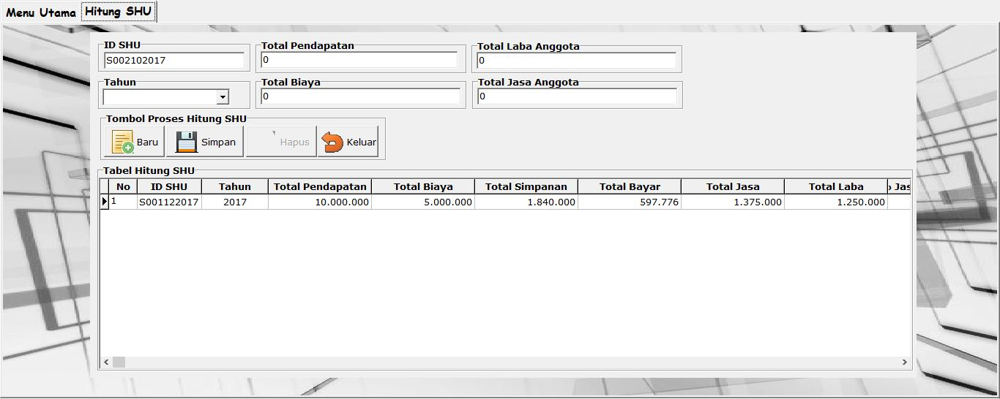 Menu Utama
Hitung SHU
ID SHU
S002102017
Total Pendapatan
0
Total Laba Anggota
0
Tahun
Total Biaya
0
Total Jasa Anggota
0
Tombol Proses Hitung SHU
Baru Simpan Hapus Keluar
Tabel Hitung SHU
No ID SHU Tahun Total Pendapatan Total Biaya Total Simpanan Total Bayar Total Jasa Total Laba
1 S001122017 2017 10.000.000 5.000.000 1.840.000 597.776 1.375.000 1.250.000